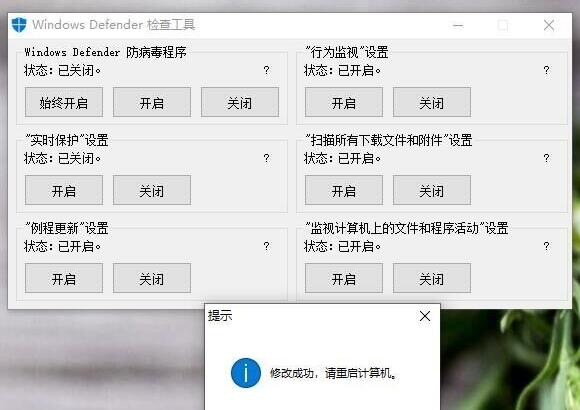 Windows Defender 检查工具
Windows Defender 防病毒程序
状态：已关闭。 ?
始终开启 开启 关闭
"行为监视"设置
状态：已开启。 ?
开启 关闭
"实时保护"设置
状态：已关闭。 ?
开启 关闭
"扫描所有下载文件和附件"设置
状态：已开启。 ?
开启 关闭
"例程更新"设置
状态：已开启。 ?
开启 关闭
"监视计算机上的文件和程序活动"设置
状态：已开启。 ?
开启 关闭
提示
修改成功，请重启计算机。